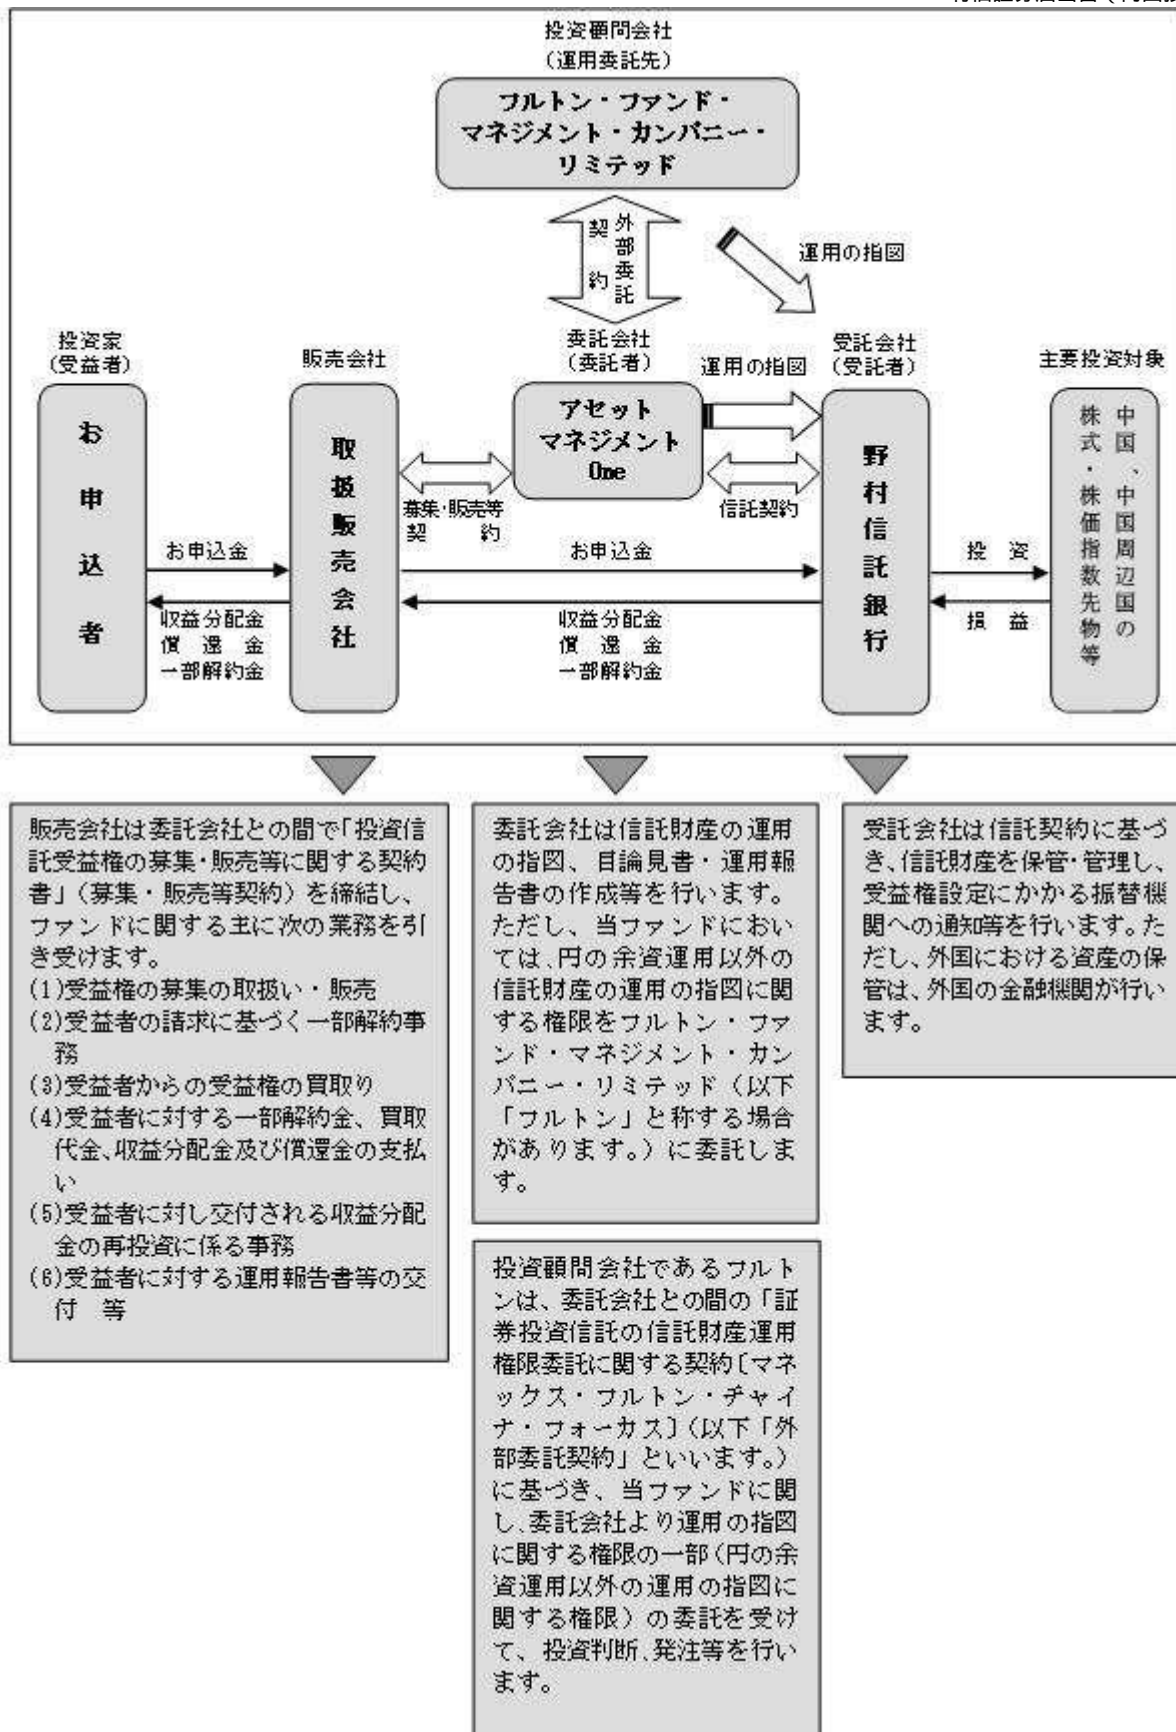 投資顧問会社
(運用委託先)
フルトン・ファンド・
マネジメント・カンパニー・
リミテッド
外部委託
契約
運用の指図
投資家
(受益者)
販売会社
委託会社
(委託者)
運用の指図
受託会社
(受託者)
主要投資対象
お申込者
取扱販売会社
アセット
マネジメント
One
野村信託銀行
中国、中国周辺国の
株式・株価指数先物等
募集・販売等
契約
信託契約
お申込金
お申込金
投資
収益分配金
償還金
一部解約金
収益分配金
償還金
一部解約金
損益
販売会社は委託会社との間で「投資信
託受益権の募集・販売等に関する契約
書」(募集・販売等契約)を締結し、
ファンドに関する主に次の業務を引
き受けます。
(1)受益権の募集の取扱い・販売
(2)受益者の請求に基づく一部解約事
務
(3)受益者からの受益権の買取り
(4)受益者に対する一部解約金、買取
代金、収益分配金及び償還金の支払
い
(5)受益者に対し交付される収益分配
金の再投資に係る事務
(6)受益者に対する運用報告書等の交
付 等
委託会社は信託財産の運用
の指図、目論見書・運用報
告書の作成等を行います。
ただし、当ファンドにおい
ては、円の余資運用以外の
信託財産の運用の指図に関
する権限をフルトン・ファ
ンド・マネジメント・カン
パニー・リミテッド(以下
「フルトン」と称する場合
があります。)に委託しま
す。
投資顧問会社であるフルト
ンは、委託会社との間の「証
券投資信託の信託財産運用
権限委託に関する契約〔マネ
ックス・フルトン・チャイ
ナ・フォーカス〕(以下「外
部委託契約」といいます。)
に基づき、当ファンドに関
し、委託会社より運用の指図
に関する権限の一部(円の余
資運用以外の運用の指図に
関する権限)の委託を受け
て、投資判断、発注等を行い
ます。
受託会社は信託契約に基づ
き、信託財産を保管・管理し、
受益権設定にかかる振替機
関への通知等を行います。た
だし、外国における資産の保
管は、外国の金融機関が行い
ます。